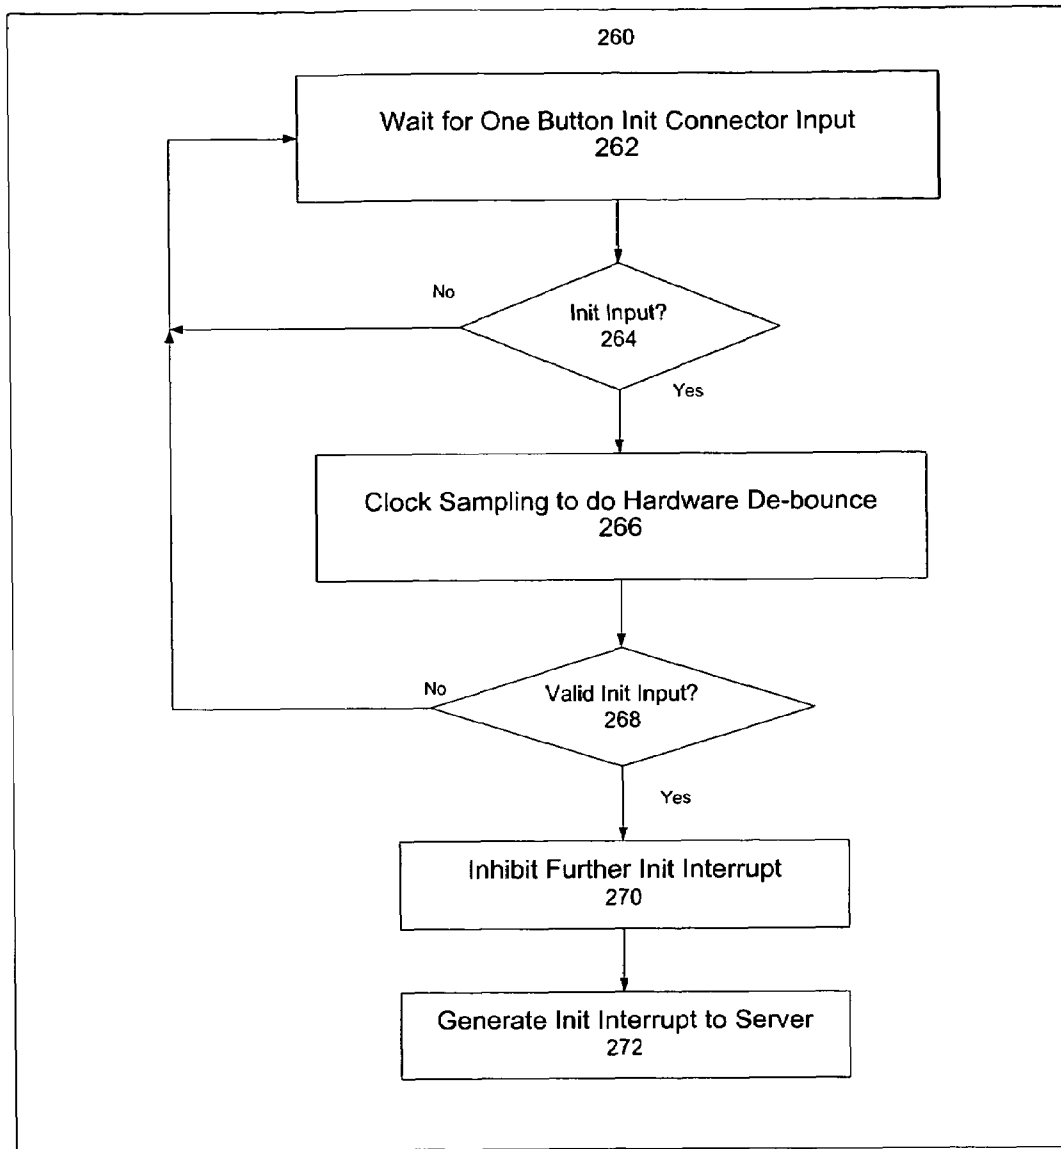 260
Wait for One Button Init Connector Input
262
No
Init Input?
264
Yes
Clock Sampling to do Hardware De-bounce
266
No
Valid Init Input?
268
Yes
Inhibit Further Init Interrupt
270
Generate Init Interrupt to Server
272